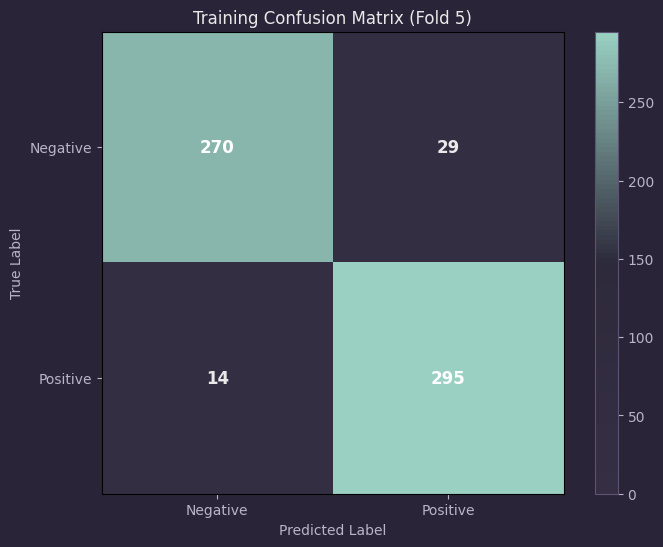 Training Confusion Matrix (Fold 5)
Negative
270
29
Positive
14
295
Negative
Positive
Predicted Label
True Label
250
200
150
100
50
0